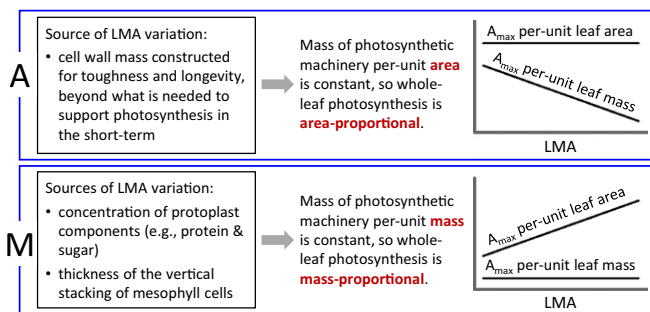 A
Source of LMA variation:
• cell wall mass constructed
for toughness and longevity,
beyond what is needed to
support photosynthesis in
the short-term
Mass of photosynthetic
machinery per-unit area
is constant, so whole-
leaf photosynthesis is
area-proportional.
Amax per-unit leaf area
Amax per-unit leaf mass
LMA
M
Sources of LMA variation:
• concentration of protoplast
components (e.g., protein &
sugar)
• thickness of the vertical
stacking of mesophyll cells
Mass of photosynthetic
machinery per-unit mass
is constant, so whole-
leaf photosynthesis is
mass-proportional.
Amax per-unit leaf area
Amax per-unit leaf mass
LMA